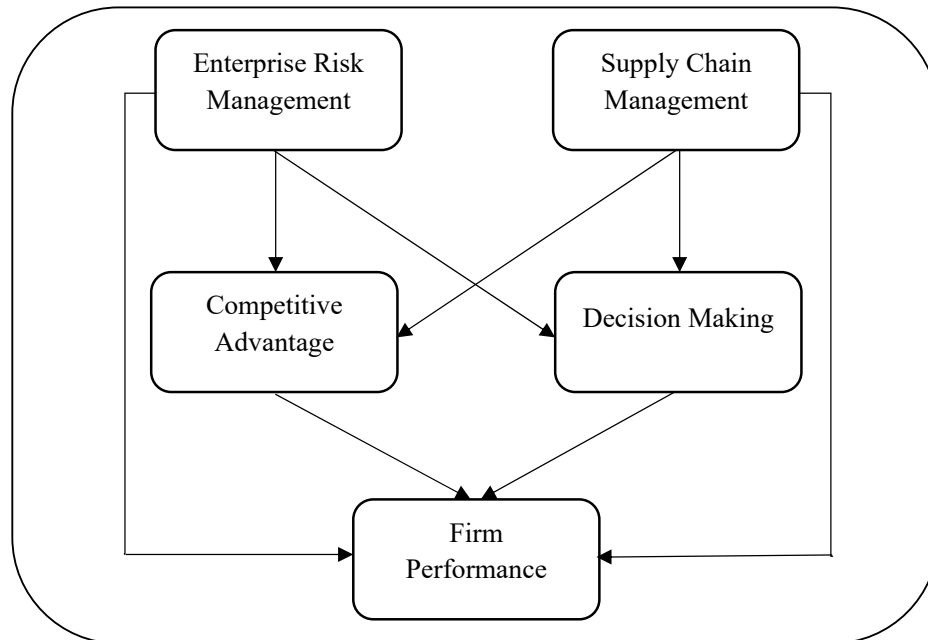 Enterprise Risk
Management
Supply Chain
Management
Competitive
Advantage
Decision Making
Firm
Performance